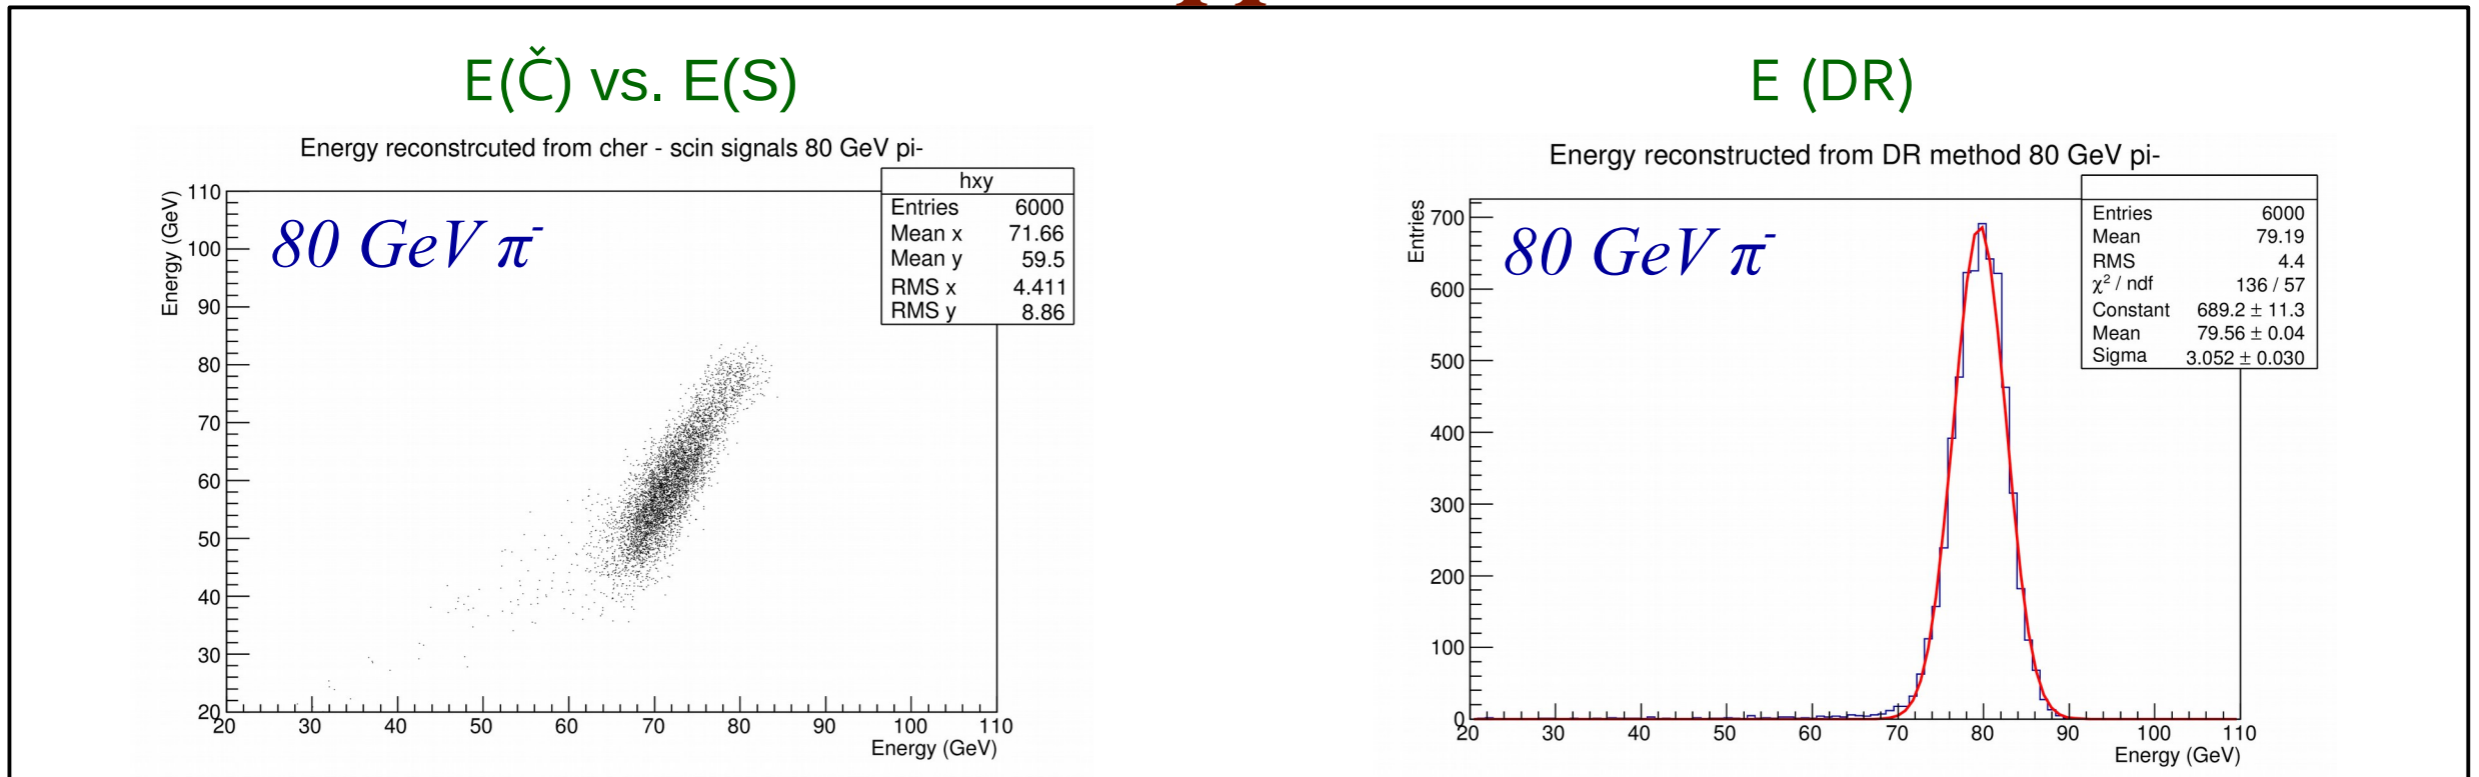 E(Č) vs. E(S)
Energy reconstrcuted from cher - scin signals 80 GeV pi-
hxy
Entries 6000
Mean x 71.66
Mean y 59.5
RMS x 4.411
RMS y 8.86
80 GeV π-
Energy (GeV)
110
100
90
80
70
60
50
40
30
20
20 30 40 50 60 70 80 90 100 110
Energy (GeV)
E (DR)
Energy reconstructed from DR method 80 GeV pi-
Entries 6000
Mean 79.19
RMS 4.4
χ² / ndf 136 / 57
Constant 689.2 ± 11.3
Mean 79.56 ± 0.04
Sigma 3.052 ± 0.030
80 GeV π-
Entries
700
600
500
400
300
200
100
0
20 30 40 50 60 70 80 90 100 110
Energy (GeV)